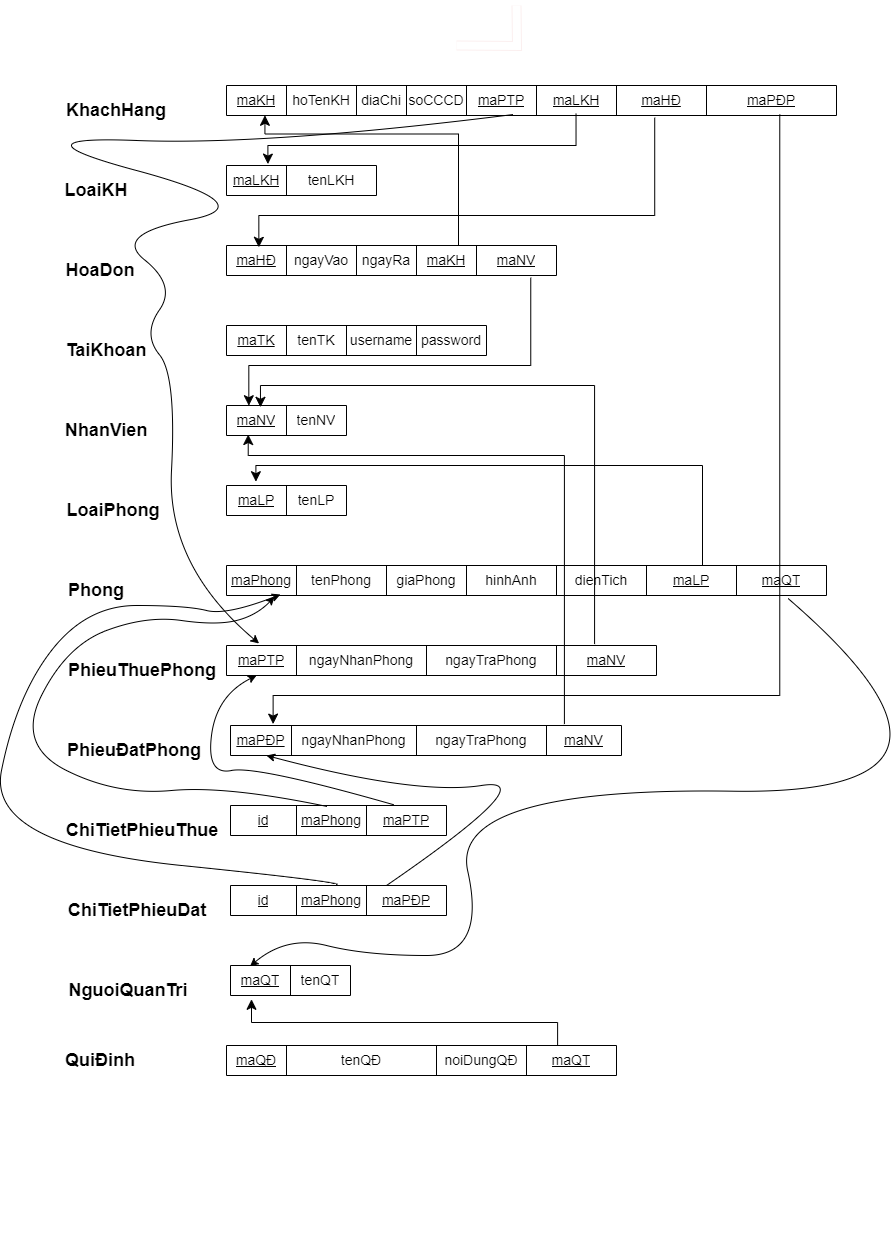 KhachHang maKH hoTenKH diaChi soCCCD maPTP maLKH maHĐ maPĐP
LoaiKH maLKH tenLKH
HoaDon maHĐ ngayVao ngayRa maKH maNV
TaiKhoan maTK tenTK username password
NhanVien maNV tenNV
LoaiPhong maLP tenLP
Phong maPhong tenPhong giaPhong hinhAnh dienTich maLP maQT
PhieuThuePhong maPTP ngayNhanPhong ngayTraPhong maNV
PhieuĐatPhong maPĐP ngayNhanPhong ngayTraPhong maNV
ChiTietPhieuThue id maPhong maPTP
ChiTietPhieuDat id maPhong maPĐP
NguoiQuanTri maQT tenQT
QuiĐinh maQĐ tenQĐ noiDungQĐ maQT